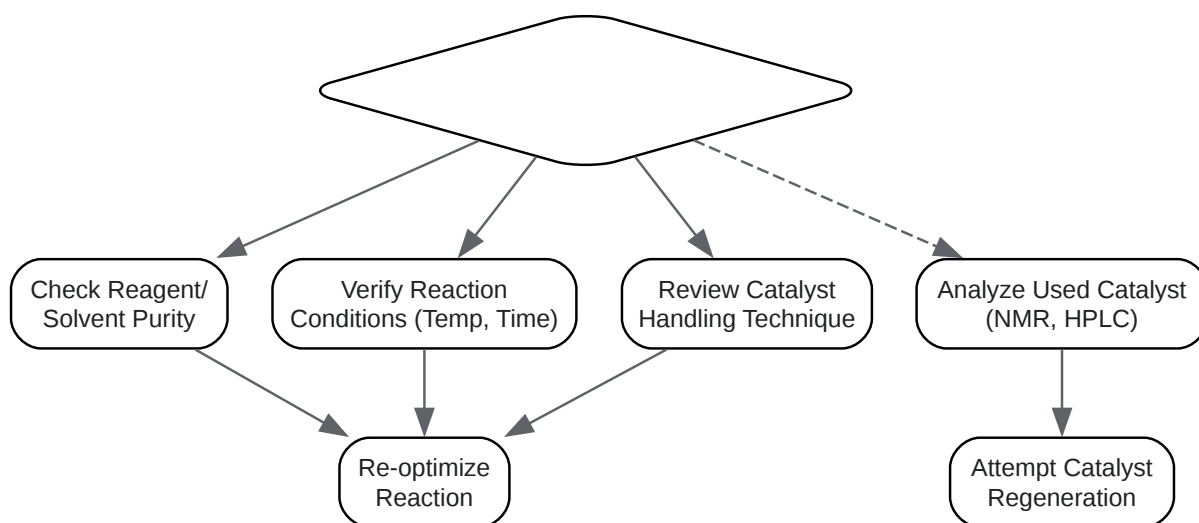 Check Reagent/
Solvent Purity
Verify Reaction
Conditions (Temp, Time)
Review Catalyst
Handling Technique
Analyze Used Catalyst
(NMR, HPLC)
Re-optimize
Reaction
Attempt Catalyst
Regeneration